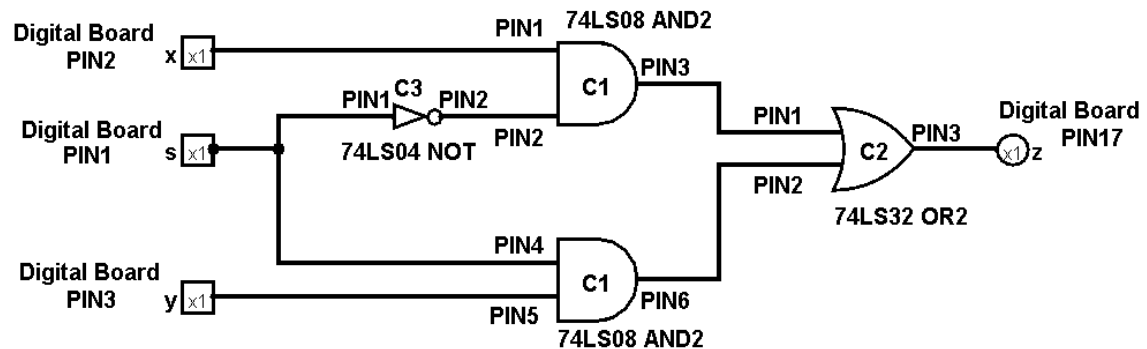 74LS08 AND2
Digital Board
PIN2
x
x1
PIN1
C1
PIN3
C3
PIN1
PIN2
PIN2
74LS04 NOT
Digital Board
PIN1
s
x1
PIN1
PIN2
C2
PIN3
74LS32 OR2
Digital Board
PIN17
x1
z
Digital Board
PIN3
y
x1
PIN4
PIN5
C1
PIN6
74LS08 AND2